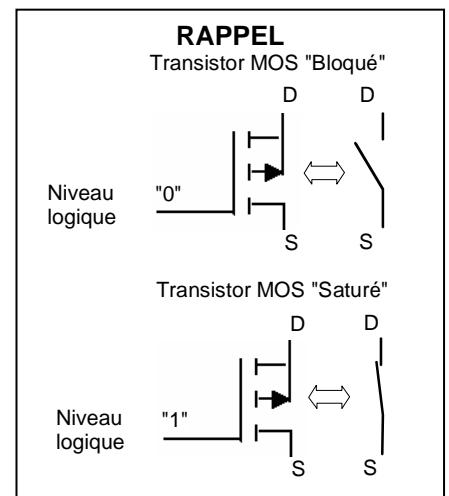 RAPPEL
Transistor MOS "Bloqué"
D D
Niveau "0"
logique
S S
Transistor MOS "Saturé"
D D
Niveau "1"
logique
S S